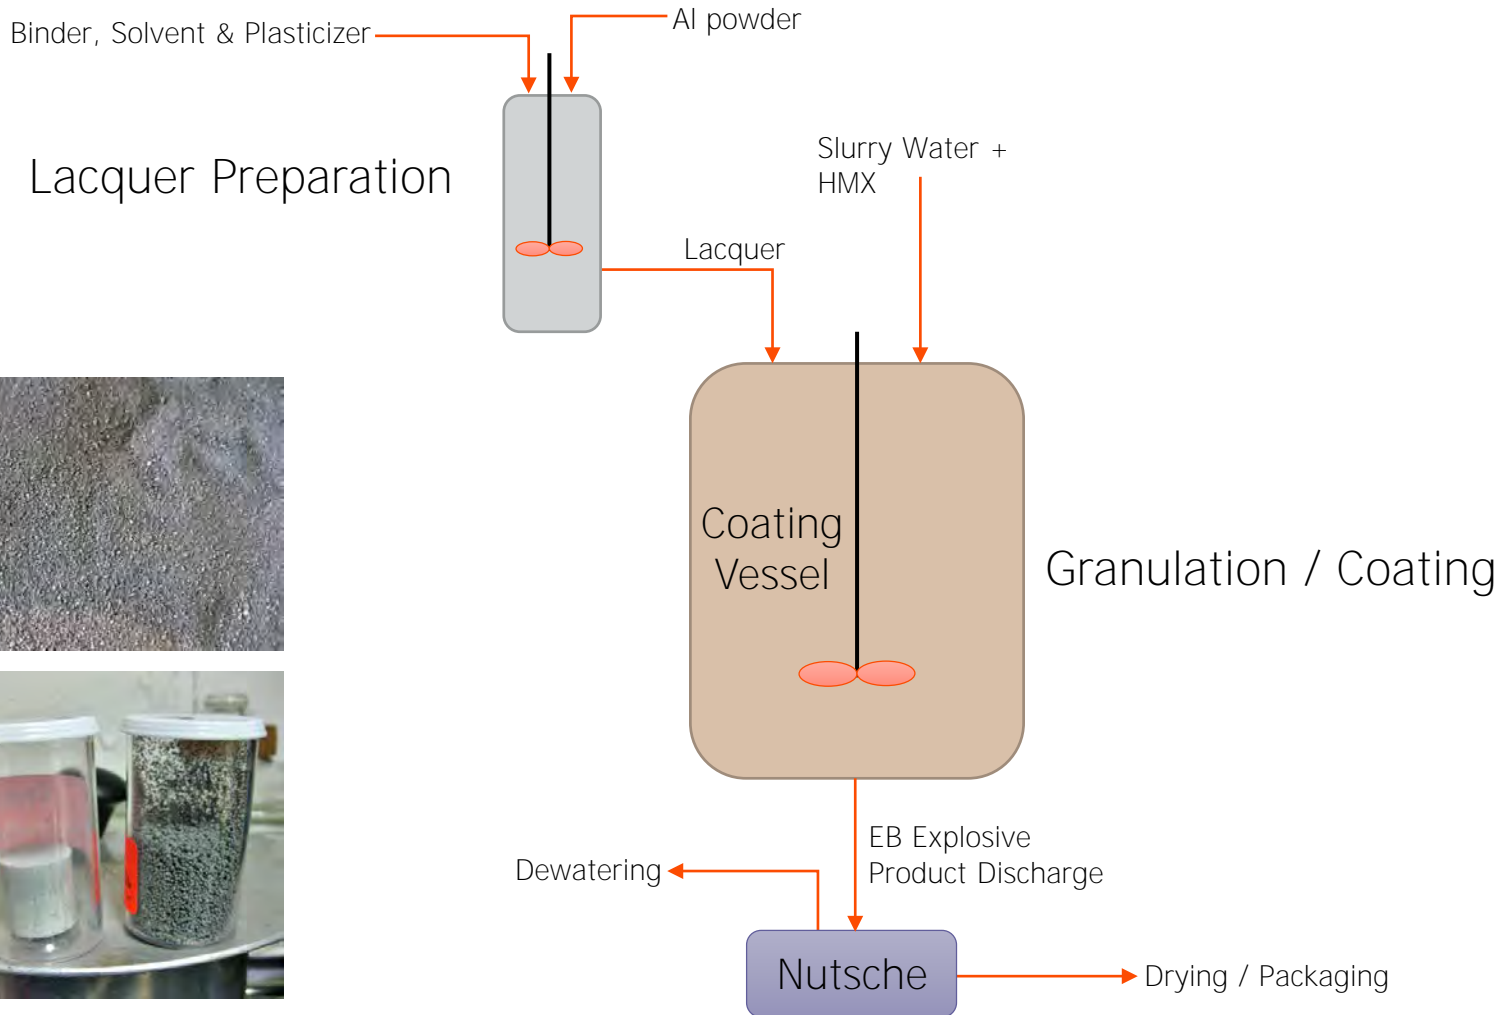 Binder, Solvent & Plasticizer
Al powder
Lacquer Preparation
Slurry Water +
HMX
Lacquer
Coating
Vessel
Granulation / Coating
EB Explosive
Product Discharge
Dewatering
Nutsche
Drying / Packaging